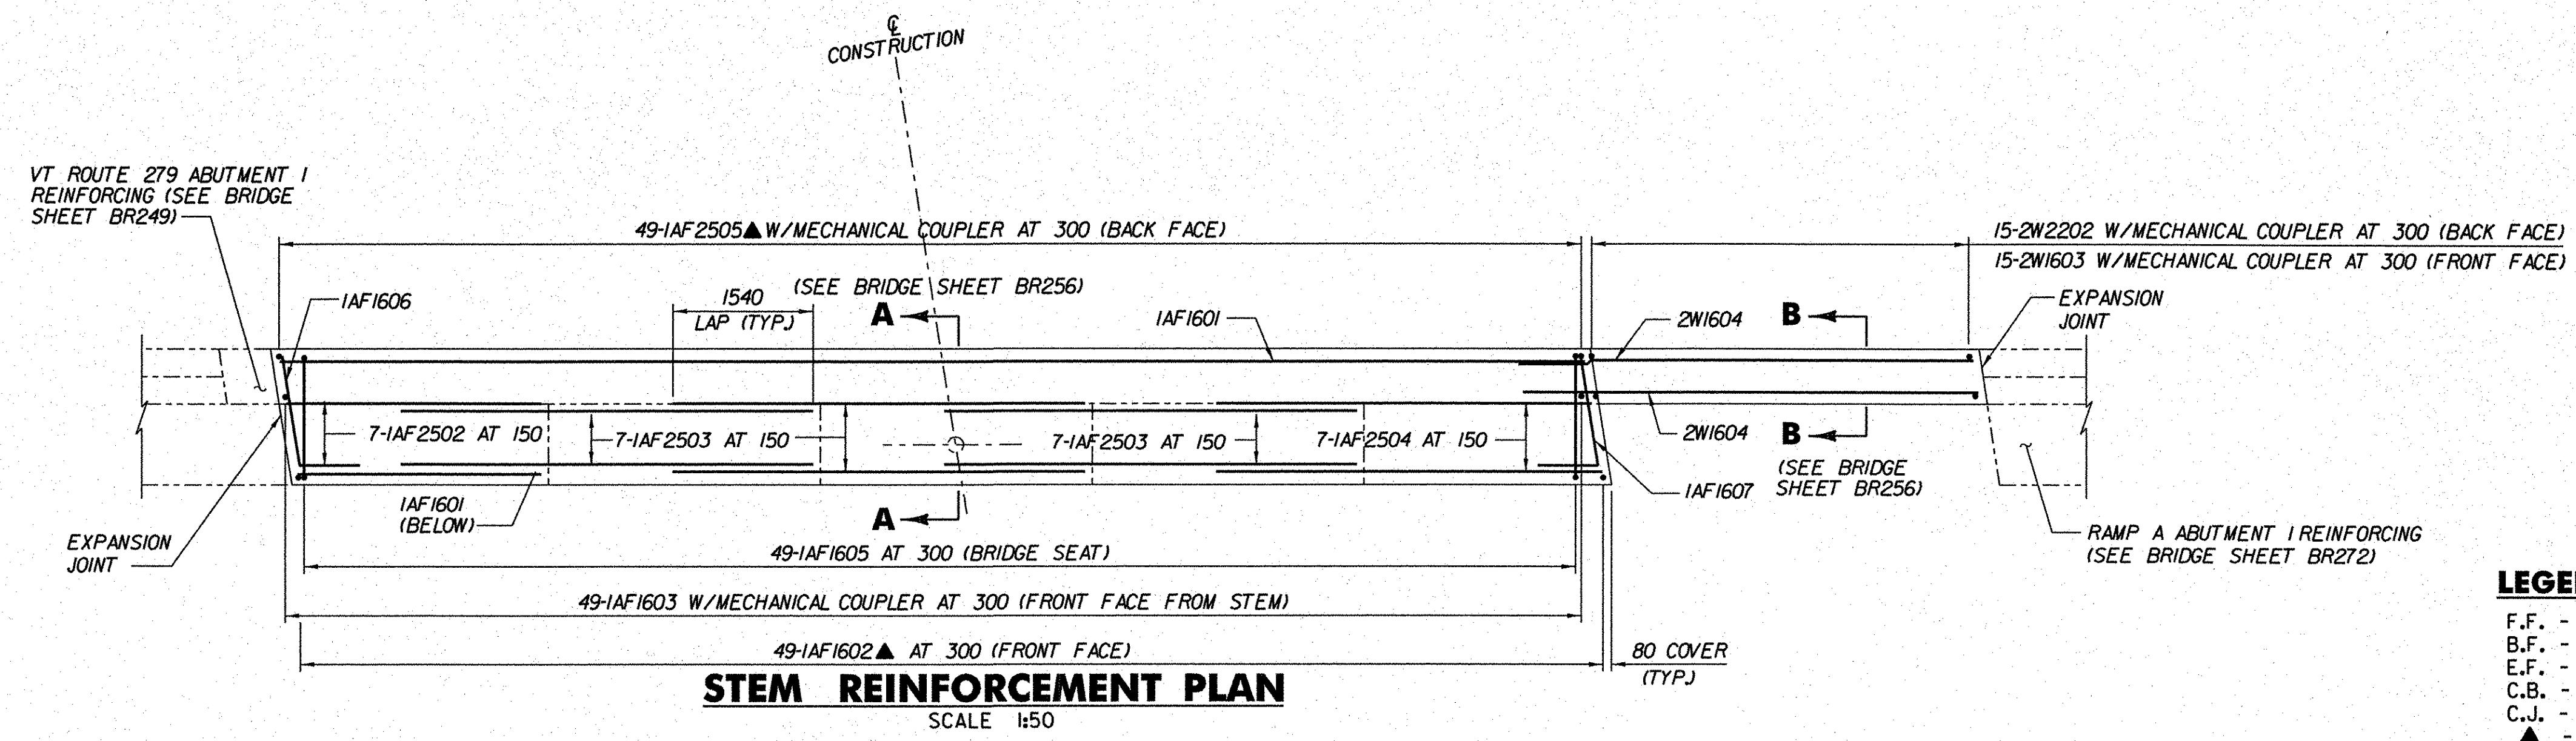 ℄
CONSTRUCTION
VT ROUTE 279 ABUTMENT 1
REINFORCING (SEE BRIDGE
SHEET BR249)
49-1AF2505▲ W/MECHANICAL COUPLER AT 300 (BACK FACE)
15-2W2202 W/MECHANICAL COUPLER AT 300 (BACK FACE)
15-2W1603 W/MECHANICAL COUPLER AT 300 (FRONT FACE)
1AF1606
1540
LAP (TYP.)
(SEE BRIDGE SHEET BR256)
A
1AF1601
2W1604
B
EXPANSION
JOINT
7-1AF2502 AT 150
7-1AF2503 AT 150
7-1AF2503 AT 150
7-1AF2504 AT 150
2W1604
B
(SEE BRIDGE
SHEET BR256)
1AF1607
1AF1601
(BELOW)
A
EXPANSION
JOINT
49-1AF1605 AT 300 (BRIDGE SEAT)
RAMP A ABUTMENT 1 REINFORCING
(SEE BRIDGE SHEET BR272)
49-1AF1603 W/MECHANICAL COUPLER AT 300 (FRONT FACE FROM STEM)
49-1AF1602▲ AT 300 (FRONT FACE)
80 COVER
(TYP.)
STEM REINFORCEMENT PLAN
SCALE 1:50
LEGE
F.F. -
B.F. -
E.F. -
C.B. -
C.J. -
▲ -